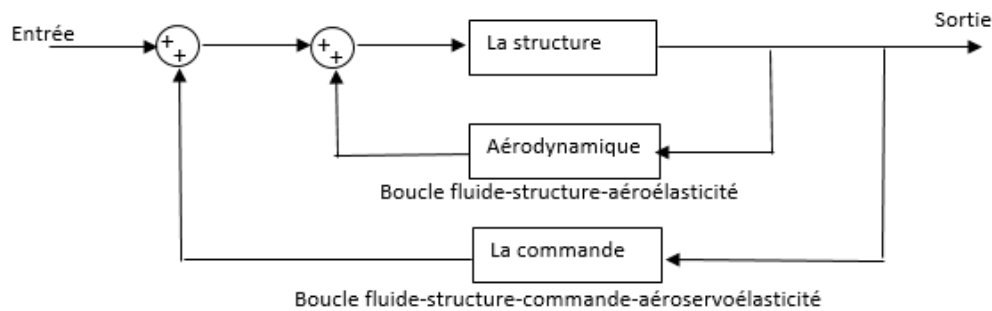 Entrée
Sortie
+
+
+
+
La structure
Aérodynamique
Boucle fluide-structure-aéroélasticité
La commande
Boucle fluide-structure-commande-aéroservoélasticité